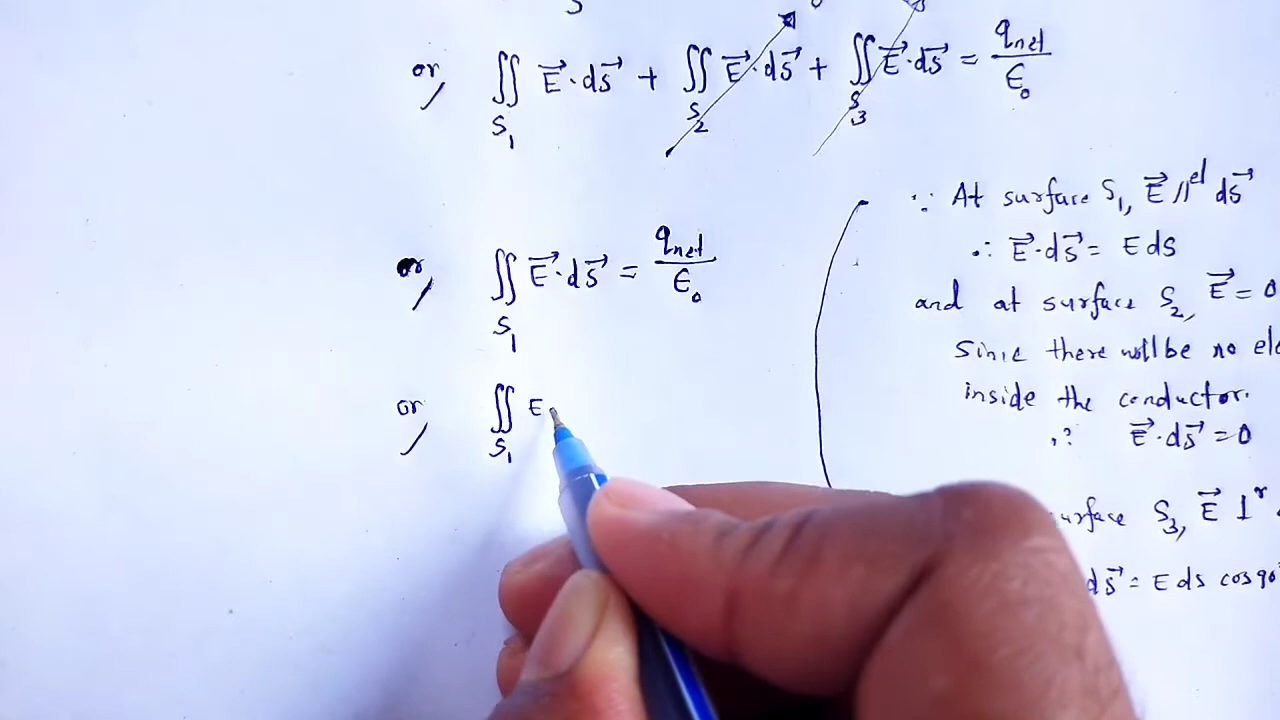 S
or, ∬ E⃗·ds⃗ + ∬ E⃗·ds⃗ + ∬ E⃗·ds⃗ = q_net/ϵ₀
S₁ S₂ S₃
∵ At surface S₁, E⃗ //el ds⃗
∴ E⃗·ds⃗ = E ds
or, ∬ E⃗·ds⃗ = q_net/ϵ₀
S₁
and at surface S₂, E⃗ = 0
Since there will be no
inside the conductor.
or, ∬ E
S₁
∴ E⃗·ds⃗ = 0
S₃, E⃗ ⊥r
ds⃗ = E ds cos 90